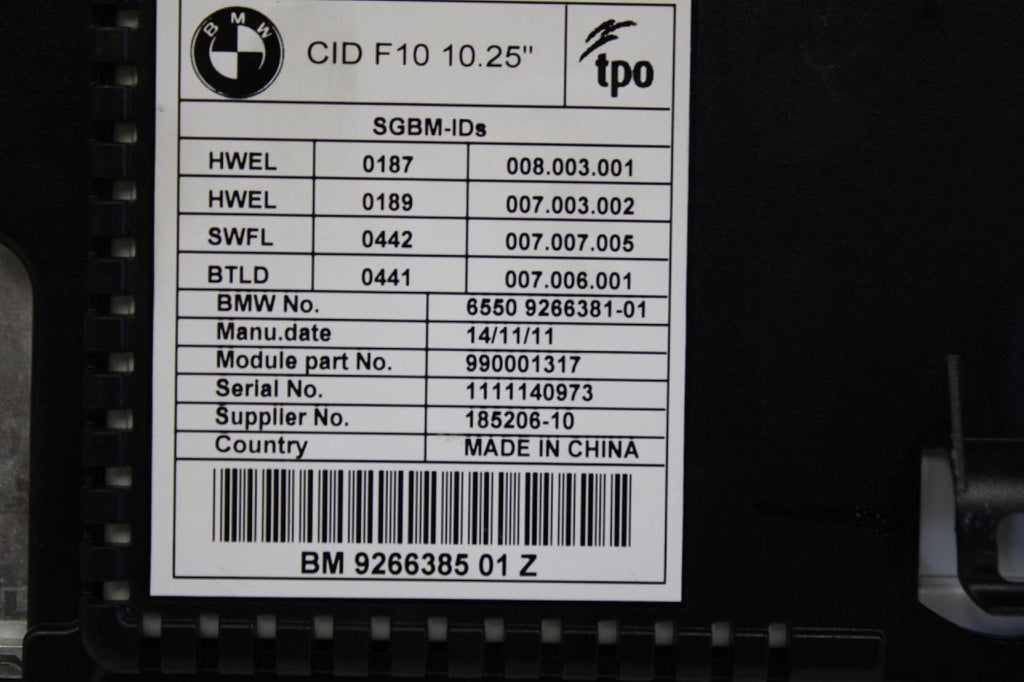 BMW
CID F10 10.25"
tpo
SGBM-IDs
HWEL 0187 008.003.001
HWEL 0189 007.003.002
SWFL 0442 007.007.005
BTLD 0441 007.006.001
BMW No. 6550 9266381-01
Manu.date 14/11/11
Module part No. 990001317
Serial No. 1111140973
Supplier No. 185206-10
Country MADE IN CHINA
BM 9266385 01 Z